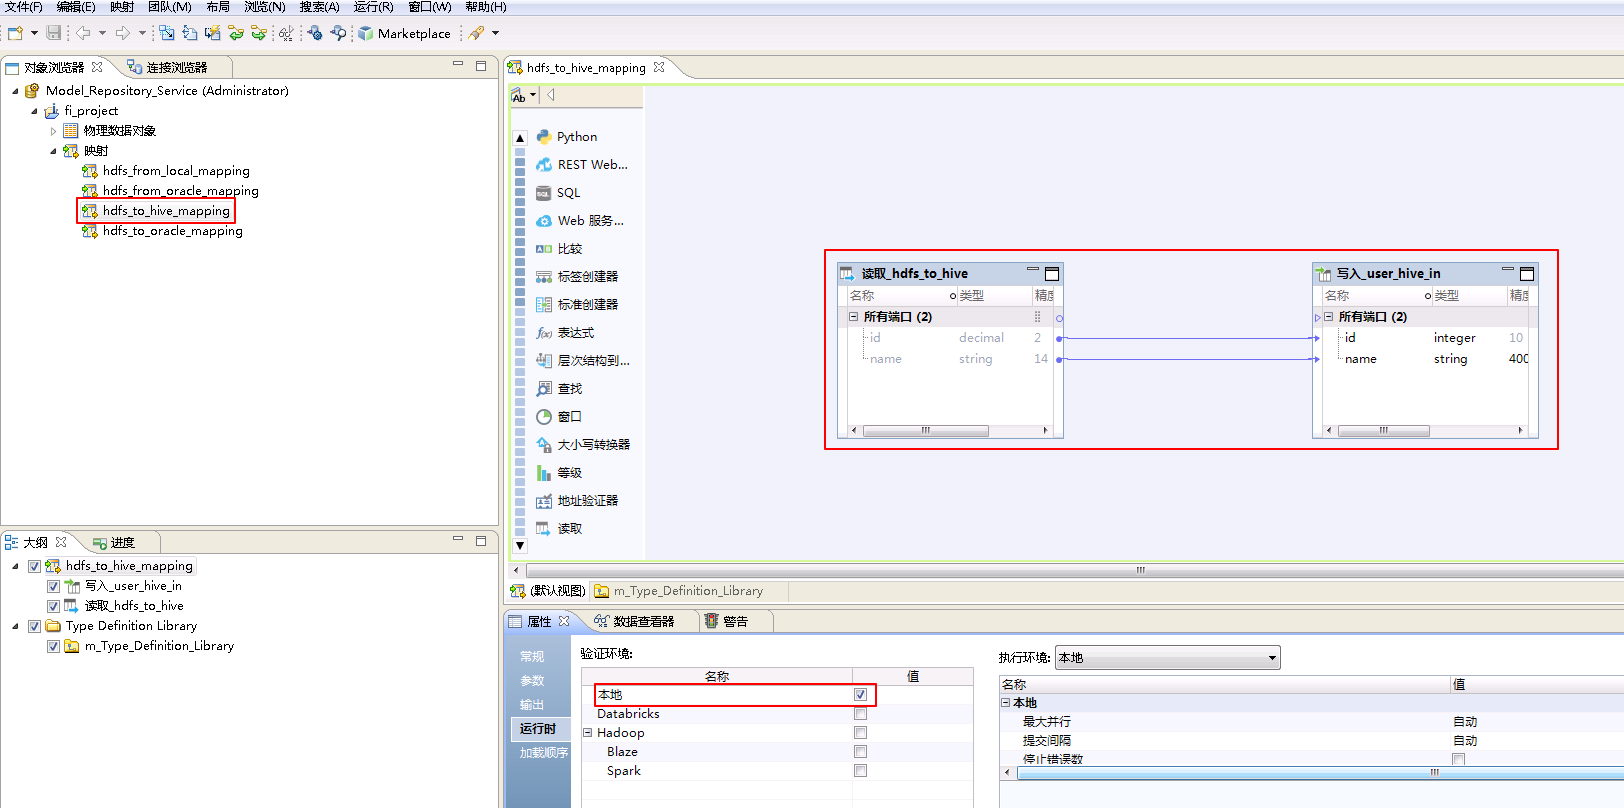 文件(F) 编辑(E) 映射 团队(M) 布局 浏览(N) 搜索(A) 运行(R) 窗口(W) 帮助(H)
Marketplace
对象浏览器 连接浏览器
Model_Repository_Service (Administrator)
fi_project
物理数据对象
映射
hdfs_from_local_mapping
hdfs_from_oracle_mapping
hdfs_to_hive_mapping
hdfs_to_oracle_mapping
大纲 进度
hdfs_to_hive_mapping
写入_user_hive_in
读取_hdfs_to_hive
Type Definition Library
m_Type_Definition_Library
hdfs_to_hive_mapping
Ab
Python
REST Web...
SQL
Web 服务...
比较
标签创建器
标准创建器
f(x) 表达式
层次结构到...
查找
窗口
大小写转换器
等级
地址验证器
读取
读取_hdfs_to_hive
名称 类型 精度
所有端口 (2)
id decimal 2
name string 14
写入_user_hive_in
名称 类型 精度
所有端口 (2)
id integer 10
name string 400
(默认视图) m_Type_Definition_Library
属性 数据查看器 警告
常规
参数
输出
运行时
加载顺序
验证环境:
名称 值
本地
Databricks
Hadoop
Blaze
Spark
执行环境: 本地
名称 值
本地
最大并行 自动
提交间隔 自动
停止错误数